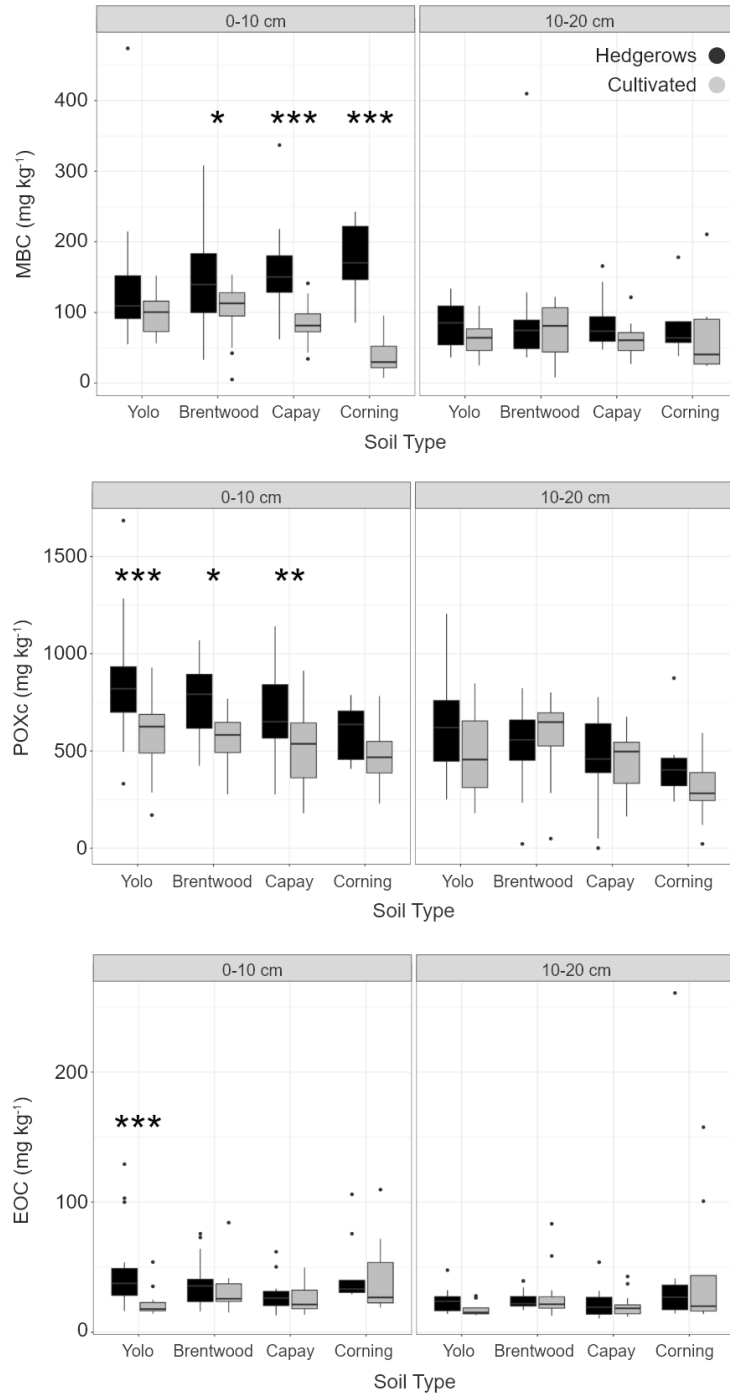 0-10 cm 10-20 cm
Hedgerows
Cultivated
400
* *** ***
300
MBC (mg kg-1)
200
100
0
Yolo Brentwood Capay Corning Yolo Brentwood Capay Corning
Soil Type
0-10 cm 10-20 cm
1500
*** * **
POXc (mg kg-1)
1000
500
0
Yolo Brentwood Capay Corning Yolo Brentwood Capay Corning
Soil Type
0-10 cm 10-20 cm
200
***
EOC (mg kg-1)
100
0
Yolo Brentwood Capay Corning Yolo Brentwood Capay Corning
Soil Type